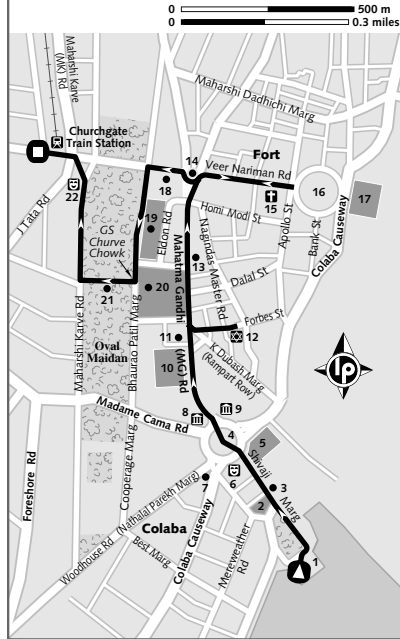 0 500 m
0 0.3 miles
Maharshi Karve
(MK) Rd
Maharshi Dadhichi Marg
Churchgate
Train Station
14
Fort
Veer Nariman Rd
18
15
16
17
22
J Tata Rd
19
Eldon Rd
Homi Modi St
Apollo St
Bank St
Colaba Causeway
GS
Churve
Chowk
Mahatma Gandhi
(MG) Rd
Nagindas Master Rd
13
Dalal St
20
21
Forbes St
Maharshi Karve Rd
Oval
Maidan
Bhaurao Patil Marg
11
12
K Dubash Marg
(Rampart Row)
10
lp
Madame Cama Rd
8
9
4
5
Foreshore Rd
Cooperage Marg
Shivaji Marg
6
7
3
2
(Nathalal Parekh Marg)
Colaba
Woodhouse Rd
Best Marg
Colaba Causeway
Mereweather
Rd
1